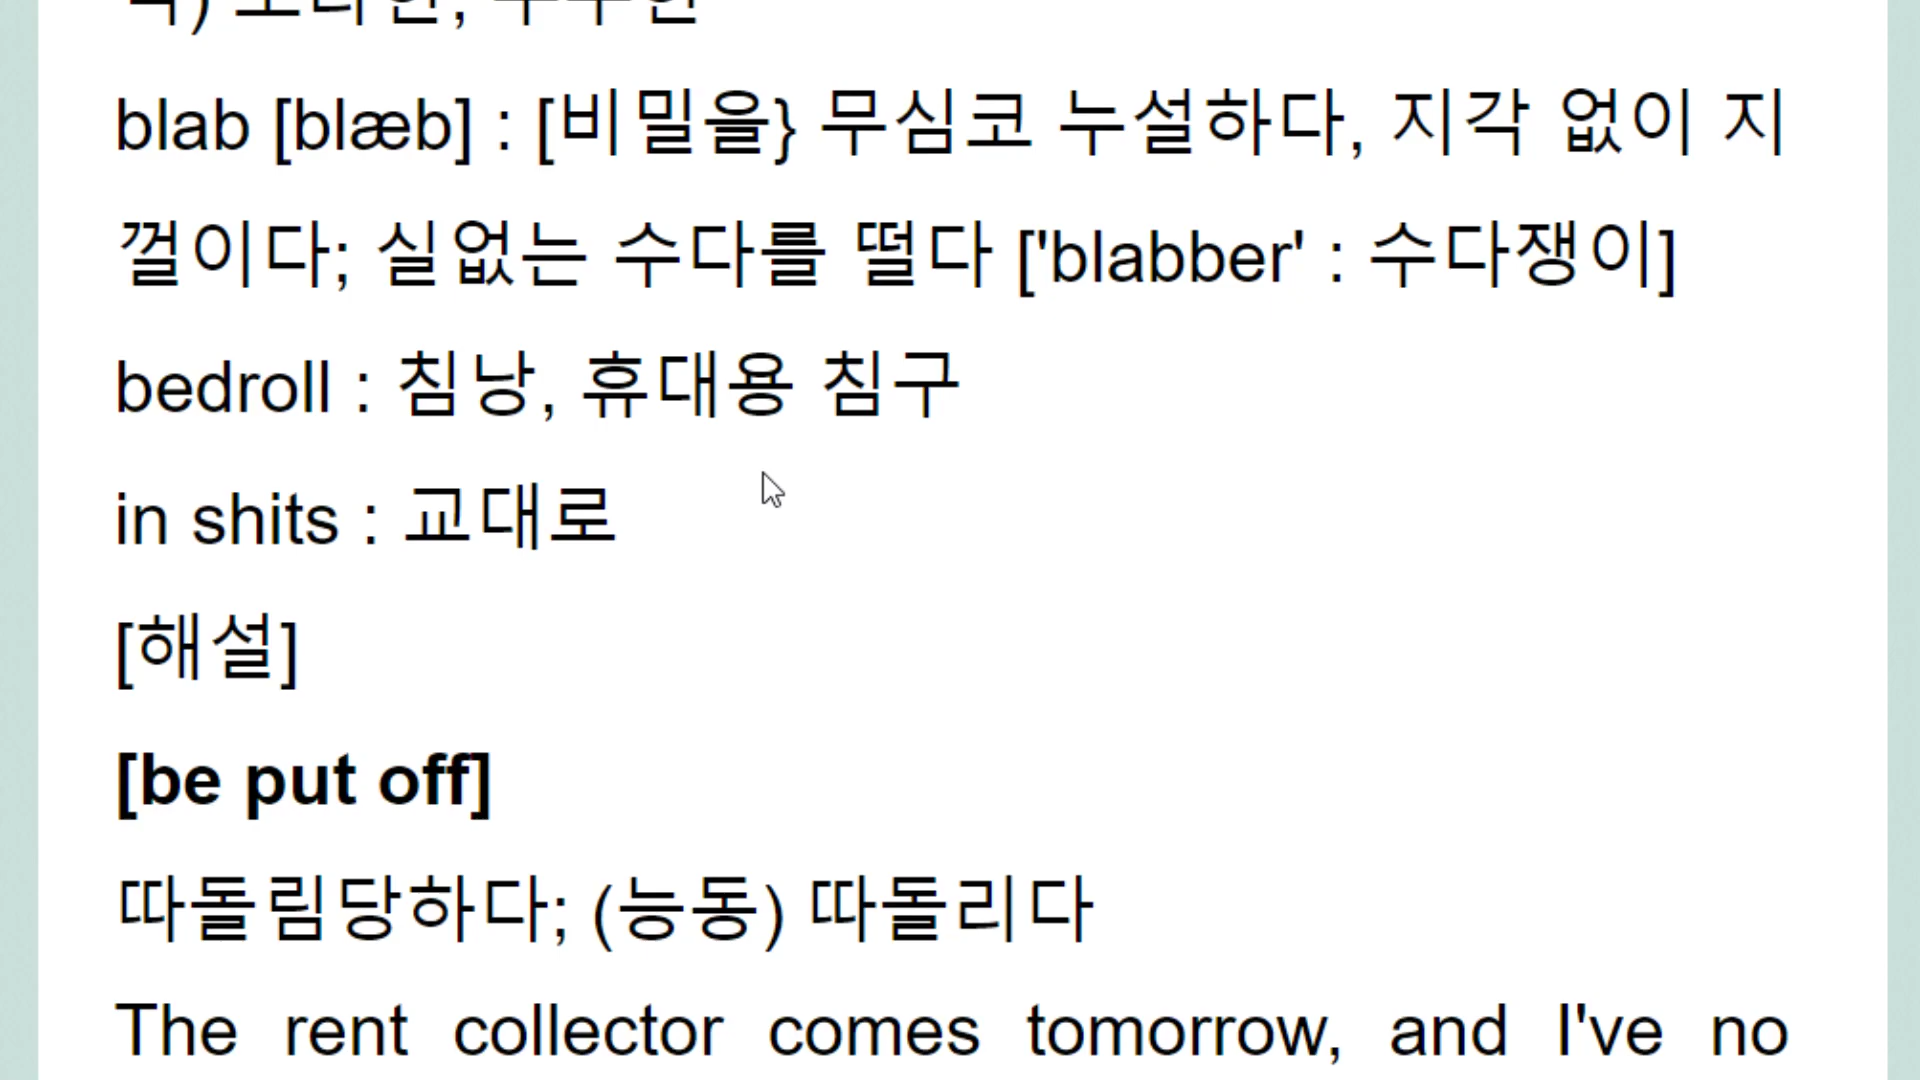 blab [blæb] : [비밀을} 무심코 누설하다, 지각 없이 지
껄이다; 실없는 수다를 떨다 ['blabber' : 수다쟁이]
bedroll : 침낭, 휴대용 침구
in shits : 교대로
[해설]
[be put off]
따돌림당하다; (능동) 따돌리다
The rent collector comes tomorrow, and I've no